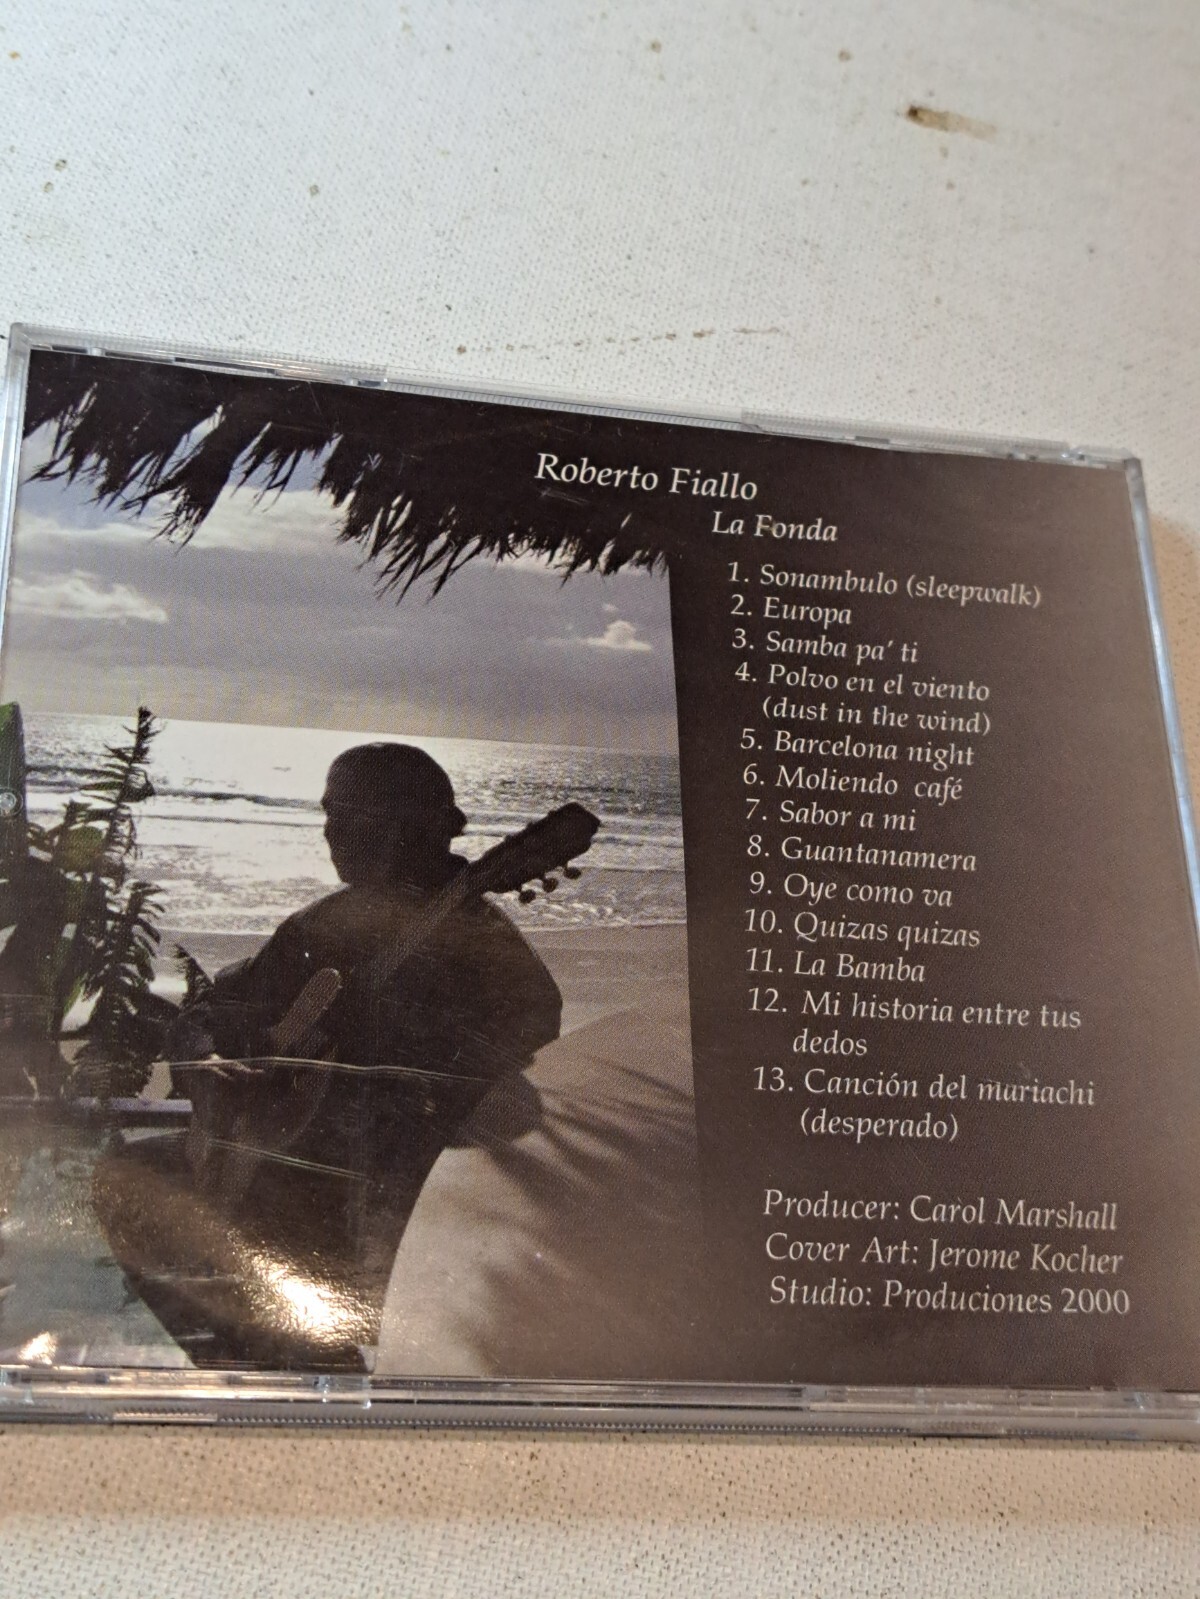 Roberto Fiallo
La Fonda
1. Sonambulo (sleepwalk)
2. Europa
3. Samba pa' ti
4. Polvo en el viento
(dust in the wind)
5. Barcelona night
6. Moliendo café
7. Sabor a mi
8. Guantanamera
9. Oye como va
10. Quizas quizas
11. La Bamba
12. Mi historia entre tus
dedos
13. Canción del mariachi
(desperado)
Producer: Carol Marshall
Cover Art: Jerome Kocher
Studio: Produciones 2000